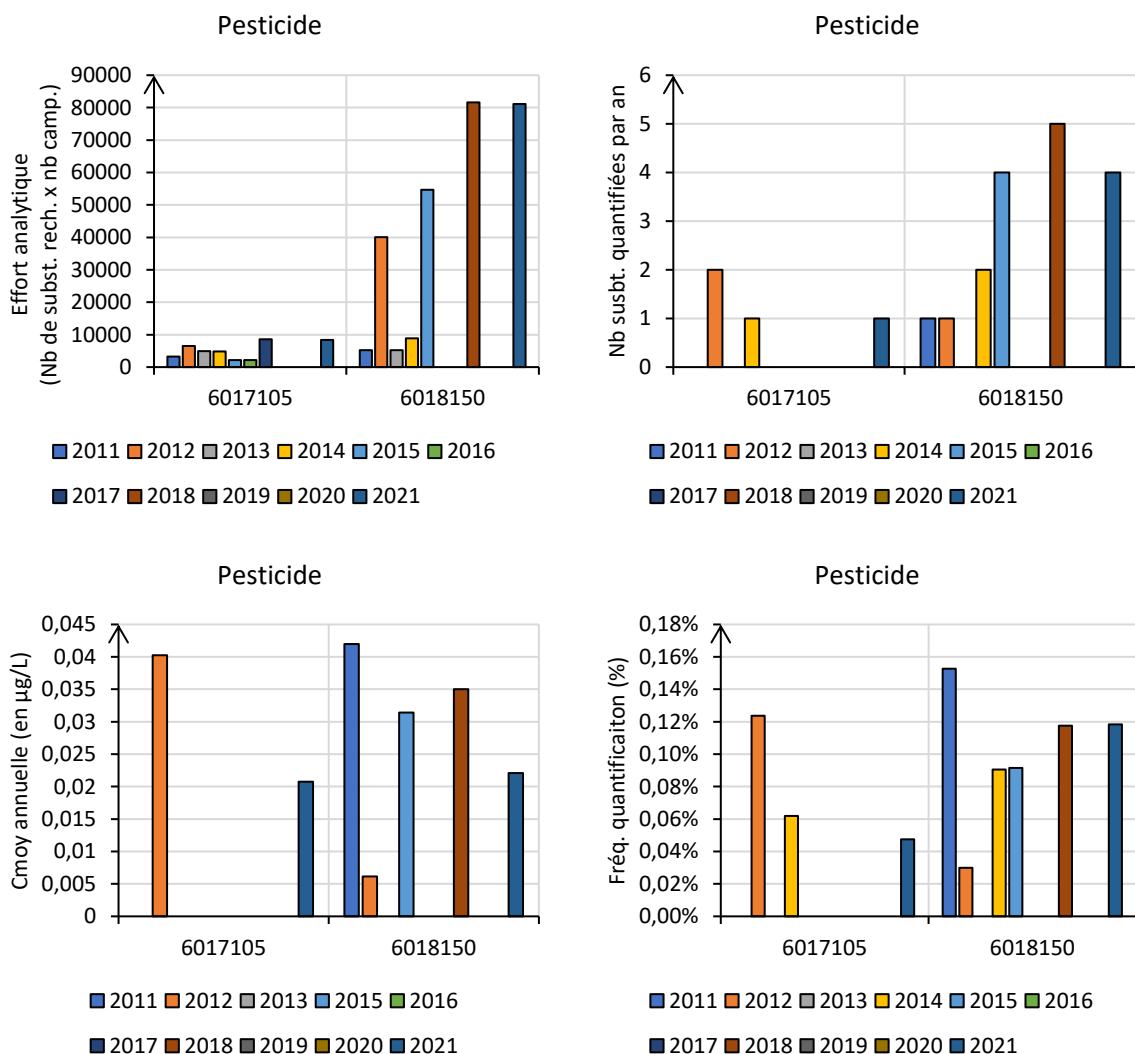 Pesticide
Effort analytique
(Nb de subst. rech. x nb camp.)
90000
80000
70000
60000
50000
40000
30000
20000
10000
0
6017105 6018150
2011 2012 2013 2014 2015 2016
2017 2018 2019 2020 2021
Pesticide
Nb susbt. quantifiées par an
6
5
4
3
2
1
0
6017105 6018150
2011 2012 2013 2014 2015 2016
2017 2018 2019 2020 2021
Pesticide
Cmoy annuelle (en µg/L)
0,045
0,04
0,035
0,03
0,025
0,02
0,015
0,01
0,005
0
6017105 6018150
2011 2012 2013 2015 2016
2017 2018 2019 2020 2021
Pesticide
Fréq. quantificaiton (%)
0,18%
0,16%
0,14%
0,12%
0,10%
0,08%
0,06%
0,04%
0,02%
0,00%
6017105 6018150
2011 2012 2013 2014 2015 2016
2017 2018 2019 2020 2021